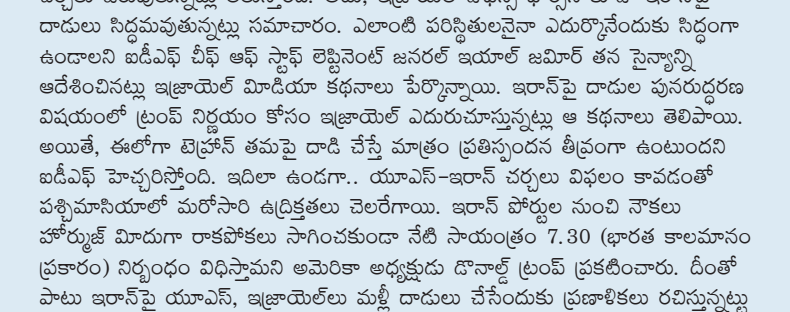 దాడులు సిద్ధమవుతున్నట్లు సమాచారం. ఎలాంటి పరిస్థితులనైనా ఎదుర్కొనేందుకు సిద్ధంగా
ఉండాలని ఐడీఎఫ్ చీఫ్ ఆఫ్ స్టాఫ్ లెఫ్టినెంట్ జనరల్ ఇయాల్ జమీర్ తన సైన్యాన్ని
ఆదేశించినట్లు ఇజ్రాయెల్ మీడియా కథనాలు పేర్కొన్నాయి. ఇరాన్‌పై దాడుల పునరుద్ధరణ
విషయంలో ట్రంప్ నిర్ణయం కోసం ఇజ్రాయెల్ ఎదురుచూస్తున్నట్లు ఆ కథనాలు తెలిపాయి.
అయితే, ఈలోగా టెహ్రాన్ తమపై దాడి చేస్తే మాత్రం ప్రతిస్పందన తీవ్రంగా ఉంటుందని
ఐడీఎఫ్ హెచ్చరిస్తోంది. ఇదిలా ఉండగా.. యూఎస్-ఇరాన్ చర్చలు విఫలం కావడంతో
పశ్చిమాసియాలో మరోసారి ఉద్రిక్తతలు చెలరేగాయి. ఇరాన్ పోర్టుల నుంచి నౌకలు
హోర్ముజ్ మీదుగా రాకపోకలు సాగించకుండా నేటి సాయంత్రం 7.30 (భారత కాలమానం
ప్రకారం) నిర్బంధం విధిస్తామని అమెరికా అధ్యక్షుడు డొనాల్డ్ ట్రంప్ ప్రకటించారు. దీంతో
పాటు ఇరాన్‌పై యూఎస్, ఇజ్రాయెల్‌లు మళ్లీ దాడులు చేసేందుకు ప్రణాళికలు రచిస్తున్నట్టు